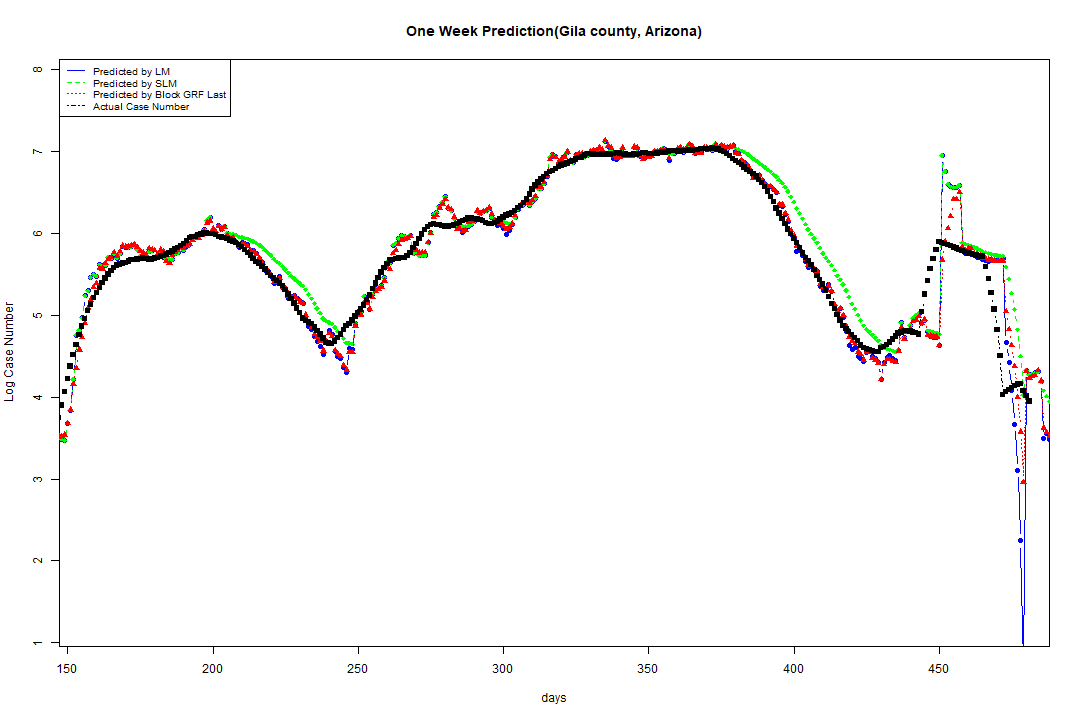 One Week Prediction(Gila county, Arizona)
Predicted by LM
Predicted by SLM
Predicted by Block GRF Last
Actual Case Number
8
7
6
5
4
3
2
1
Log Case Number
150 200 250 300 350 400 450
days